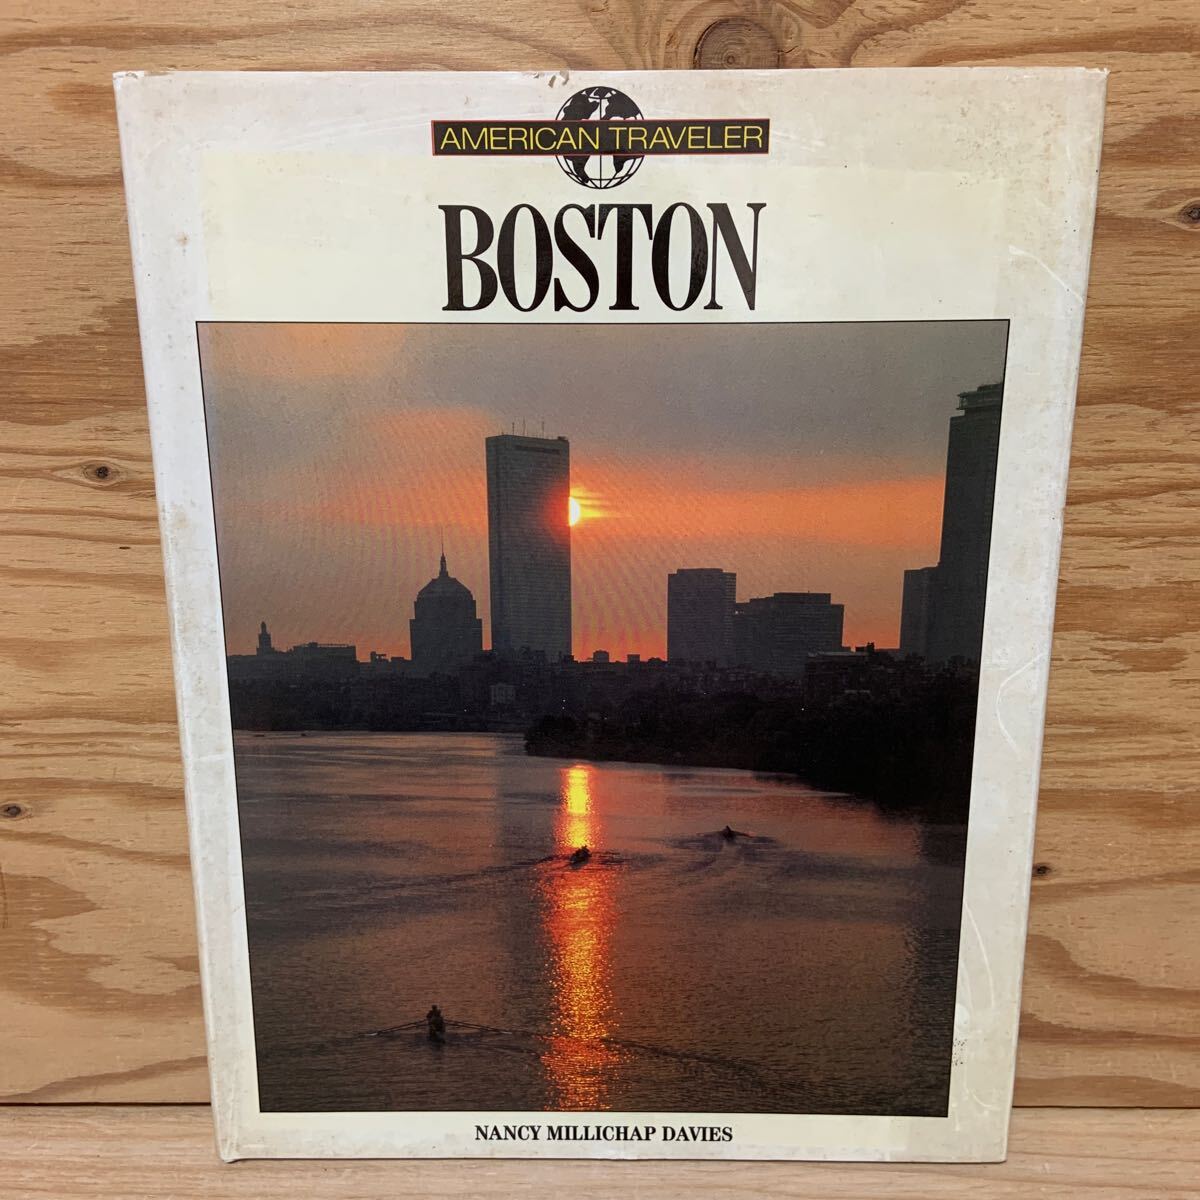 AMERICAN TRAVELER
BOSTON
NANCY MILLICHAP DAVIES